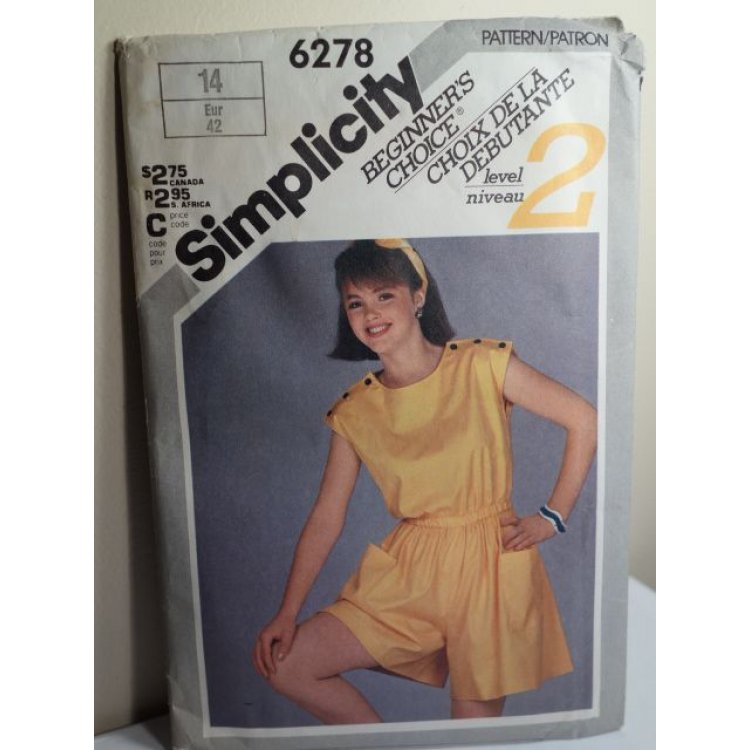 6278
PATTERN/PATRON
14
Eur
42
Simplicity
BEGINNER'S
CHOICE®
CHOIX DE LA
DEBUTANTE
level
niveau
2
$2.75
CANADA
R2.95
S. AFRICA
C price
code
code
pour
prix